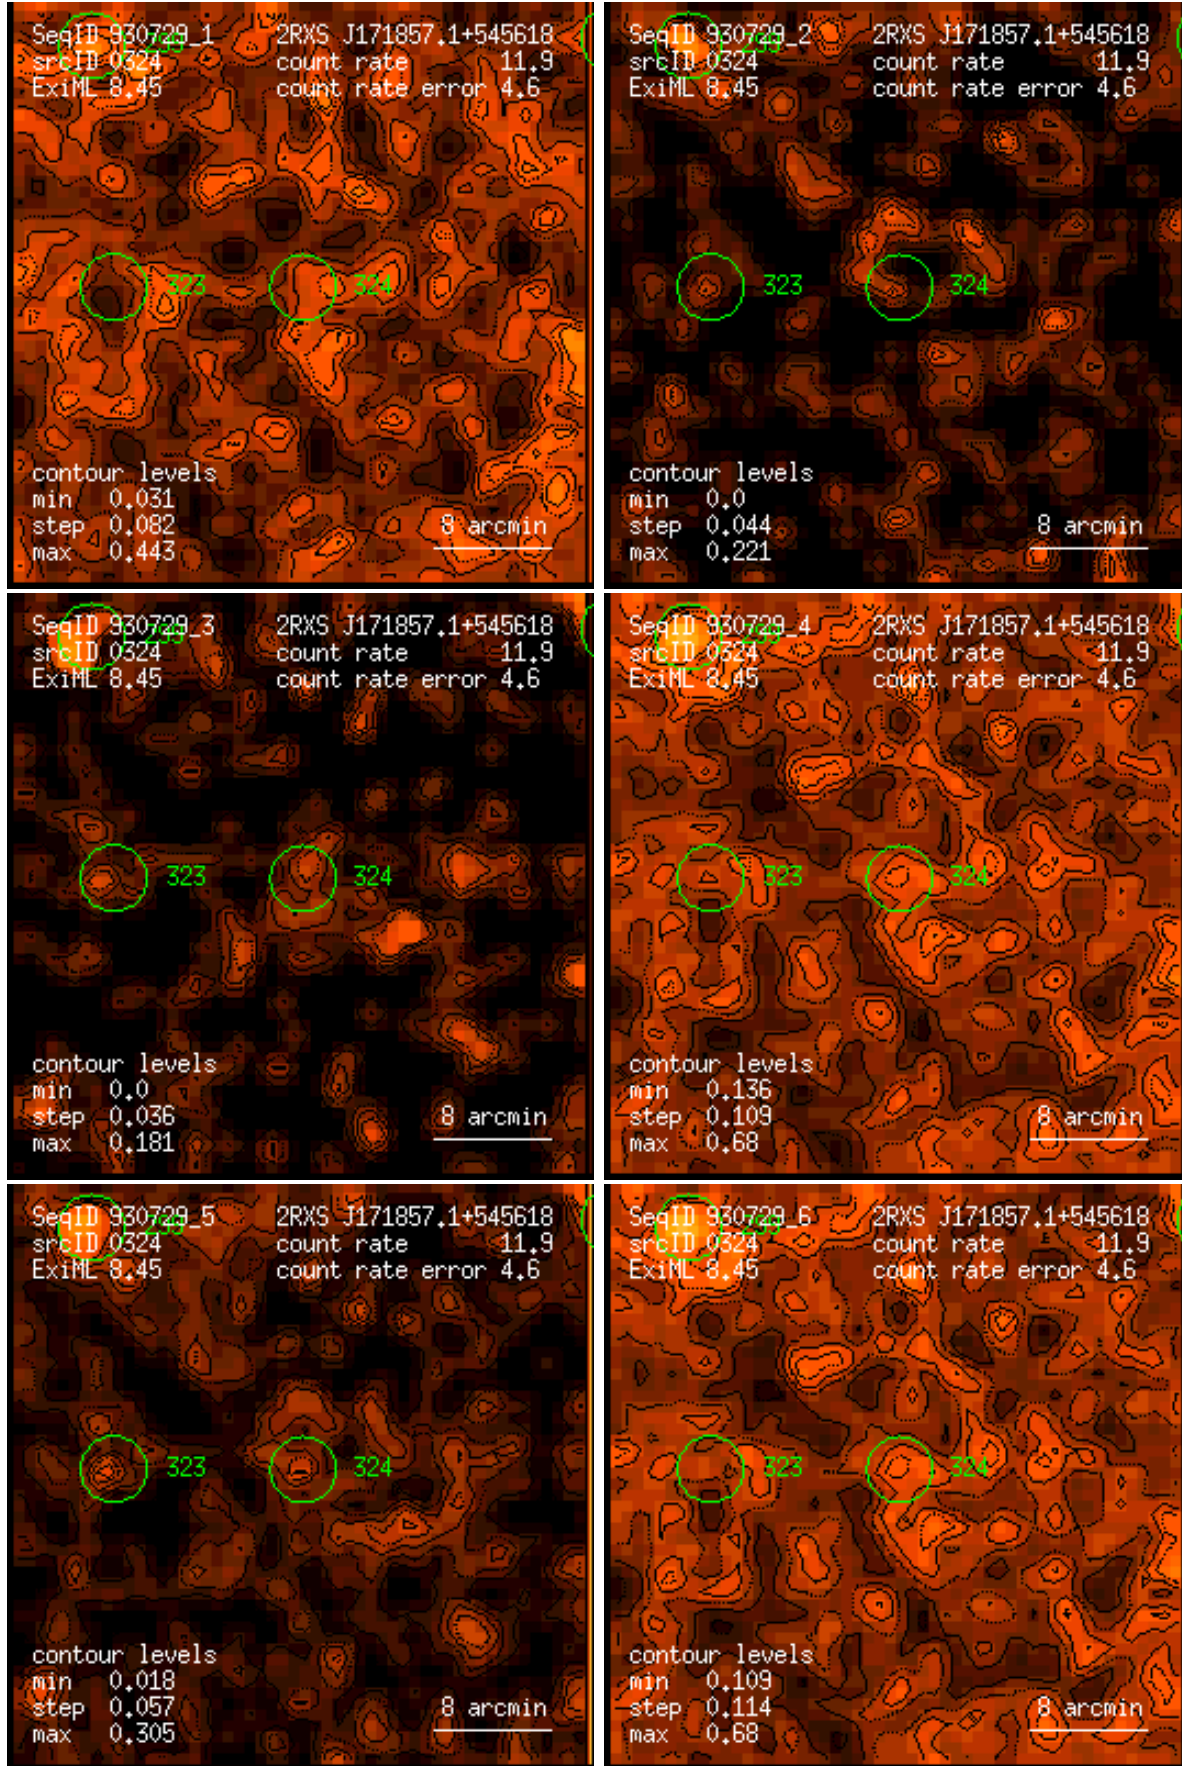 SeqID 930729_1 2RXS J171857.1+545618
srcID 0324 count rate 11.9
ExiML 8.45 count rate error 4.6
299
323
324
contour levels
min 0.031
step 0.082
max 0.443
8 arcmin
SeqID 930729_2 2RXS J171857.1+545618
srcID 0324 count rate 11.9
ExiML 8.45 count rate error 4.6
299
323
324
contour levels
min 0.0
step 0.044
max 0.221
8 arcmin
SeqID 930729_3 2RXS J171857.1+545618
srcID 0324 count rate 11.9
ExiML 8.45 count rate error 4.6
299
323
324
contour levels
min 0.0
step 0.036
max 0.181
8 arcmin
SeqID 930729_4 2RXS J171857.1+545618
srcID 0324 count rate 11.9
ExiML 8.45 count rate error 4.6
299
323
324
contour levels
min 0.136
step 0.109
max 0.68
8 arcmin
SeqID 930729_5 2RXS J171857.1+545618
srcID 0324 count rate 11.9
ExiML 8.45 count rate error 4.6
299
323
324
contour levels
min 0.018
step 0.057
max 0.305
8 arcmin
SeqID 930729_6 2RXS J171857.1+545618
srcID 0324 count rate 11.9
ExiML 8.45 count rate error 4.6
299
323
324
contour levels
min 0.109
step 0.114
max 0.68
8 arcmin